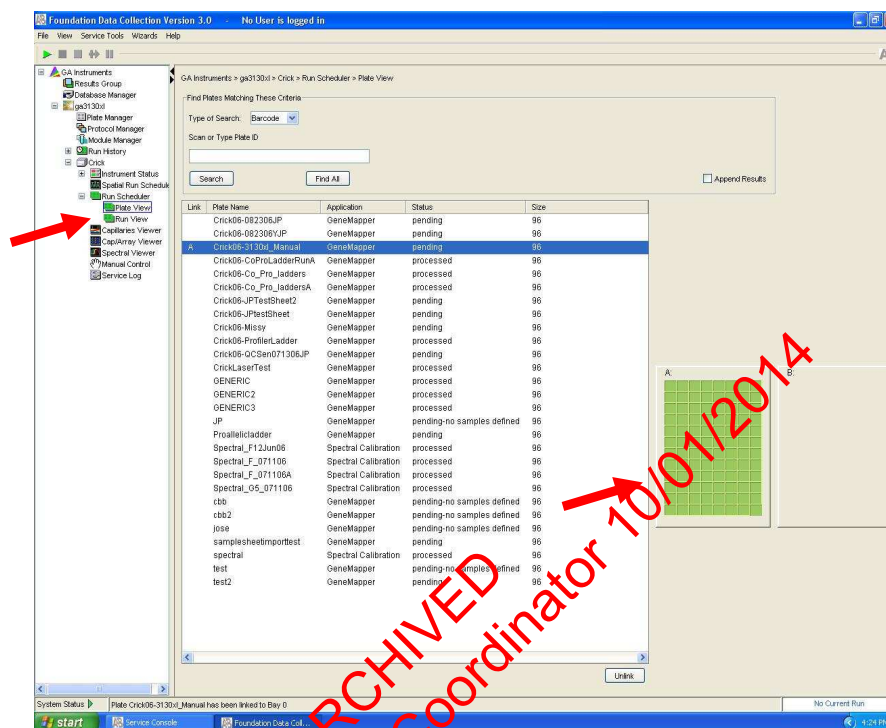 Foundation Data Collection Version 3.0 - No User is logged in
File View Service Tools Wizards Help
GA Instruments
Results Group
Database Manager
ga3130xl
Plate Manager
Protocol Manager
Module Manager
Run History
Crick
Instrument Status
Spatial Run Schedule
Run Scheduler
Plate View
Run View
Capillaries Viewer
Cap/Array Viewer
Spectral Viewer
Manual Control
Service Log
GA Instruments > ga3130xl > Crick > Run Scheduler > Plate View
Find Plates Matching These Criteria
Type of Search: Barcode
Scan or Type Plate ID
Search Find All Append Results
Link Plate Name Application Status Size
Crick06-082306JP GeneMapper pending 96
Crick06-082306YJP GeneMapper pending 96
A Crick06-3130xl_Manual GeneMapper pending 96
Crick06-CoProLadderRunA GeneMapper processed 96
Crick06-Co_Pro_ladders GeneMapper processed 96
Crick06-Co_Pro_laddersA GeneMapper processed 96
Crick06-JPTestSheet2 GeneMapper pending 96
Crick06-JPtestSheet GeneMapper pending 96
Crick06-Missy GeneMapper pending 96
Crick06-ProfilerLadder GeneMapper processed 96
Crick06-QCSen071306JP GeneMapper pending 96
CrickLaserTest GeneMapper processed 96
GENERIC GeneMapper processed 96
GENERIC2 GeneMapper processed 96
GENERIC3 GeneMapper processed 96
JP GeneMapper pending-no samples defined 96
Proallelicladder GeneMapper pending 96
Spectral_F12Jun06 Spectral Calibration processed 96
Spectral_F_071106 Spectral Calibration processed 96
Spectral_F_071106A Spectral Calibration processed 96
Spectral_G5_071106 Spectral Calibration processed 96
cbb GeneMapper pending-no samples defined 96
cbb2 GeneMapper pending-no samples defined 96
jose GeneMapper pending-no samples defined 96
samplesheetimporttest GeneMapper pending 96
spectral Spectral Calibration processed 96
test GeneMapper pending-no samples defined 96
test2 GeneMapper pending 96
A: B:
Unlink
System Status Plate Crick06-3130xl_Manual has been linked to Bay 0 No Current Run
start Service Console Foundation Data Coll... 4:24 PM
ARCHIVED
Coordinator 10/01/2014